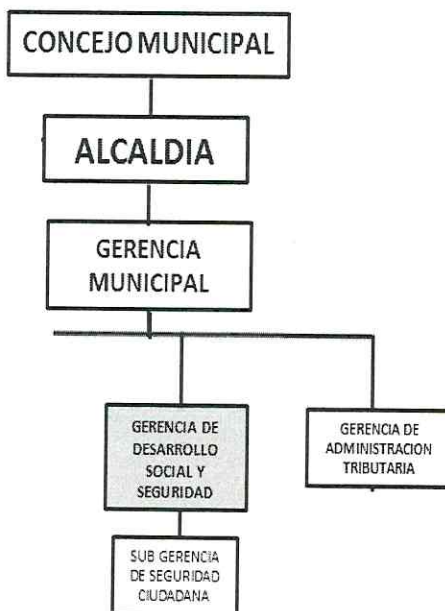 CONCEJO MUNICIPAL
ALCALDIA
GERENCIA
MUNICIPAL
GERENCIA DE
DESARROLLO
SOCIAL Y
SEGURIDAD
GERENCIA DE
ADMINISTRACION
TRIBUTARIA
SUB GERENCIA
DE SEGURIDAD
CIUDADANA